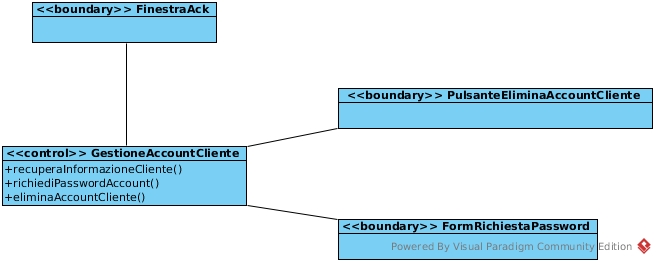 <<boundary>> FinestraAck
<<boundary>> PulsanteEliminaAccountCliente
<<control>> GestioneAccountCliente
+recuperaInformazioneCliente()
+richiediPasswordAccount()
+eliminaAccountCliente()
<<boundary>> FormRichiestaPassword
Powered By Visual Paradigm Community Edition